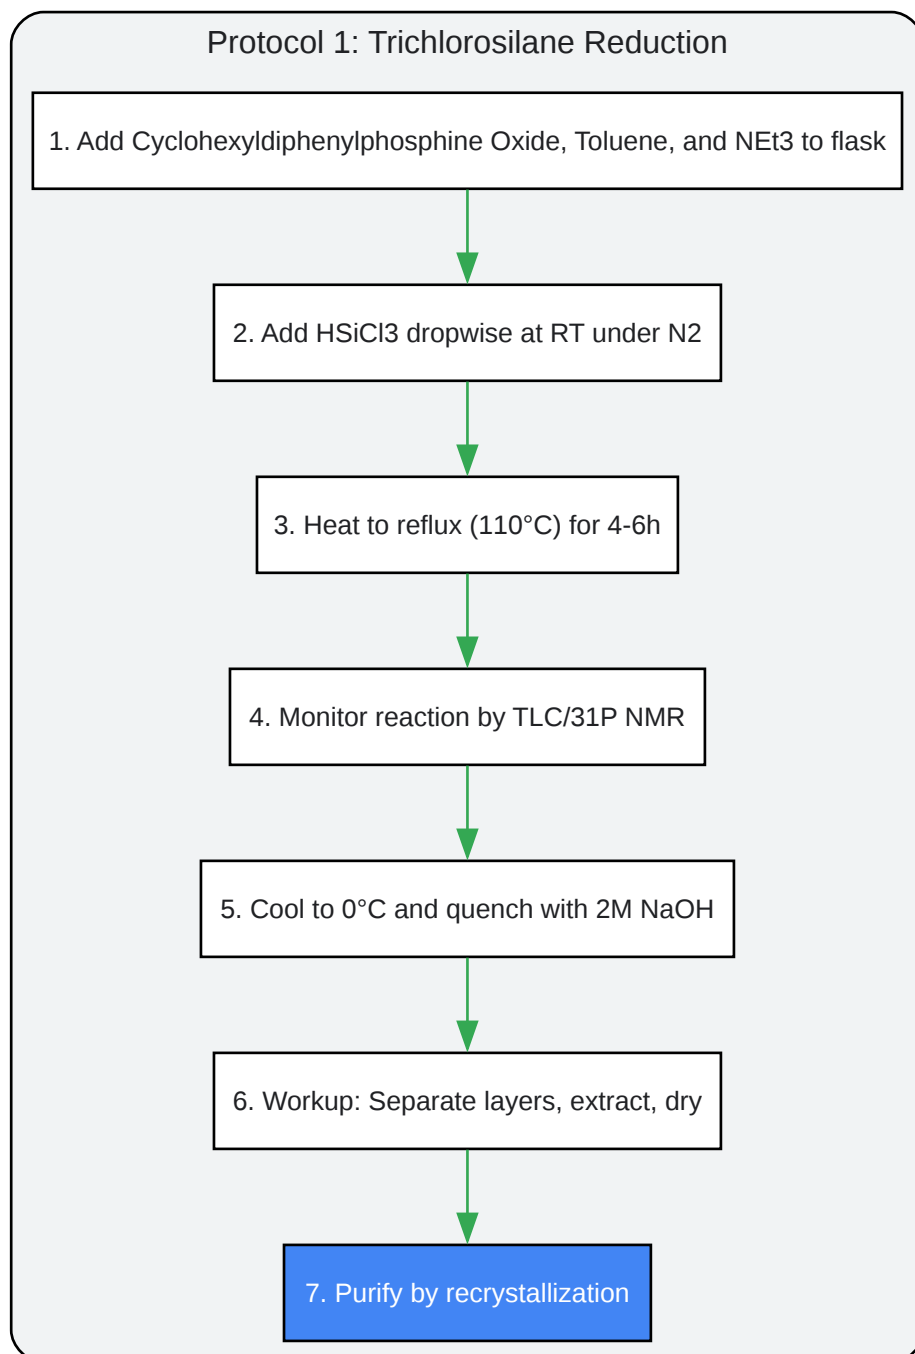 Protocol 1: Trichlorosilane Reduction
1. Add Cyclohexyldiphenylphosphine Oxide, Toluene, and NEt3 to flask
2. Add HSiCl3 dropwise at RT under N2
3. Heat to reflux (110°C) for 4-6h
4. Monitor reaction by TLC/31P NMR
5. Cool to 0°C and quench with 2M NaOH
6. Workup: Separate layers, extract, dry
7. Purify by recrystallization